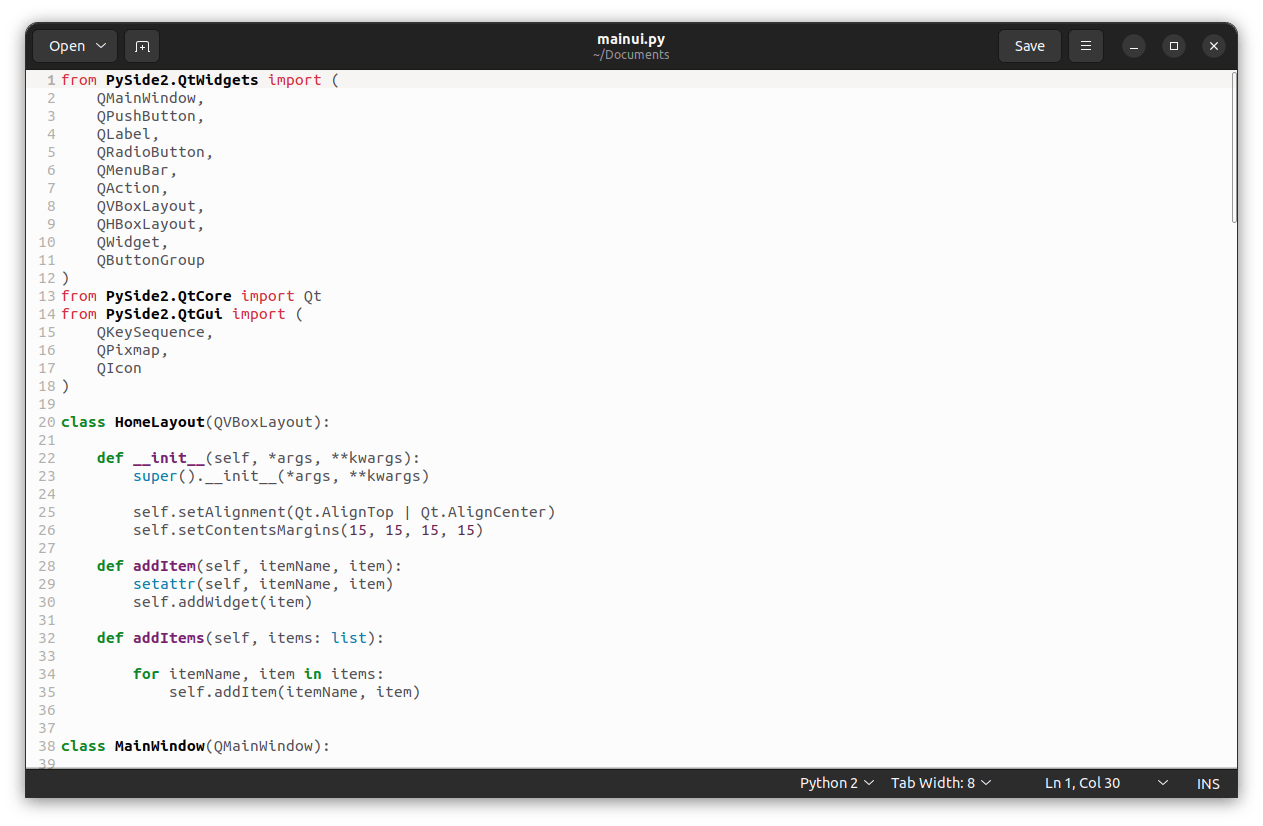 Open
mainui.py
~/Documents
Save
1 from PySide2.QtWidgets import (
2     QMainWindow,
3     QPushButton,
4     QLabel,
5     QRadioButton,
6     QMenuBar,
7     QAction,
8     QVBoxLayout,
9     QHBoxLayout,
10     QWidget,
11     QButtonGroup
12 )
13 from PySide2.QtCore import Qt
14 from PySide2.QtGui import (
15     QKeySequence,
16     QPixmap,
17     QIcon
18 )
19
20 class HomeLayout(QVBoxLayout):
21
22     def __init__(self, *args, **kwargs):
23         super().__init__(*args, **kwargs)
24
25         self.setAlignment(Qt.AlignTop | Qt.AlignCenter)
26         self.setContentsMargins(15, 15, 15, 15)
27
28     def addItem(self, itemName, item):
29         setattr(self, itemName, item)
30         self.addWidget(item)
31
32     def addItems(self, items: list):
33
34         for itemName, item in items:
35             self.addItem(itemName, item)
36
37
38 class MainWindow(QMainWindow):
39
Python 2 Tab Width: 8 Ln 1, Col 30 INS